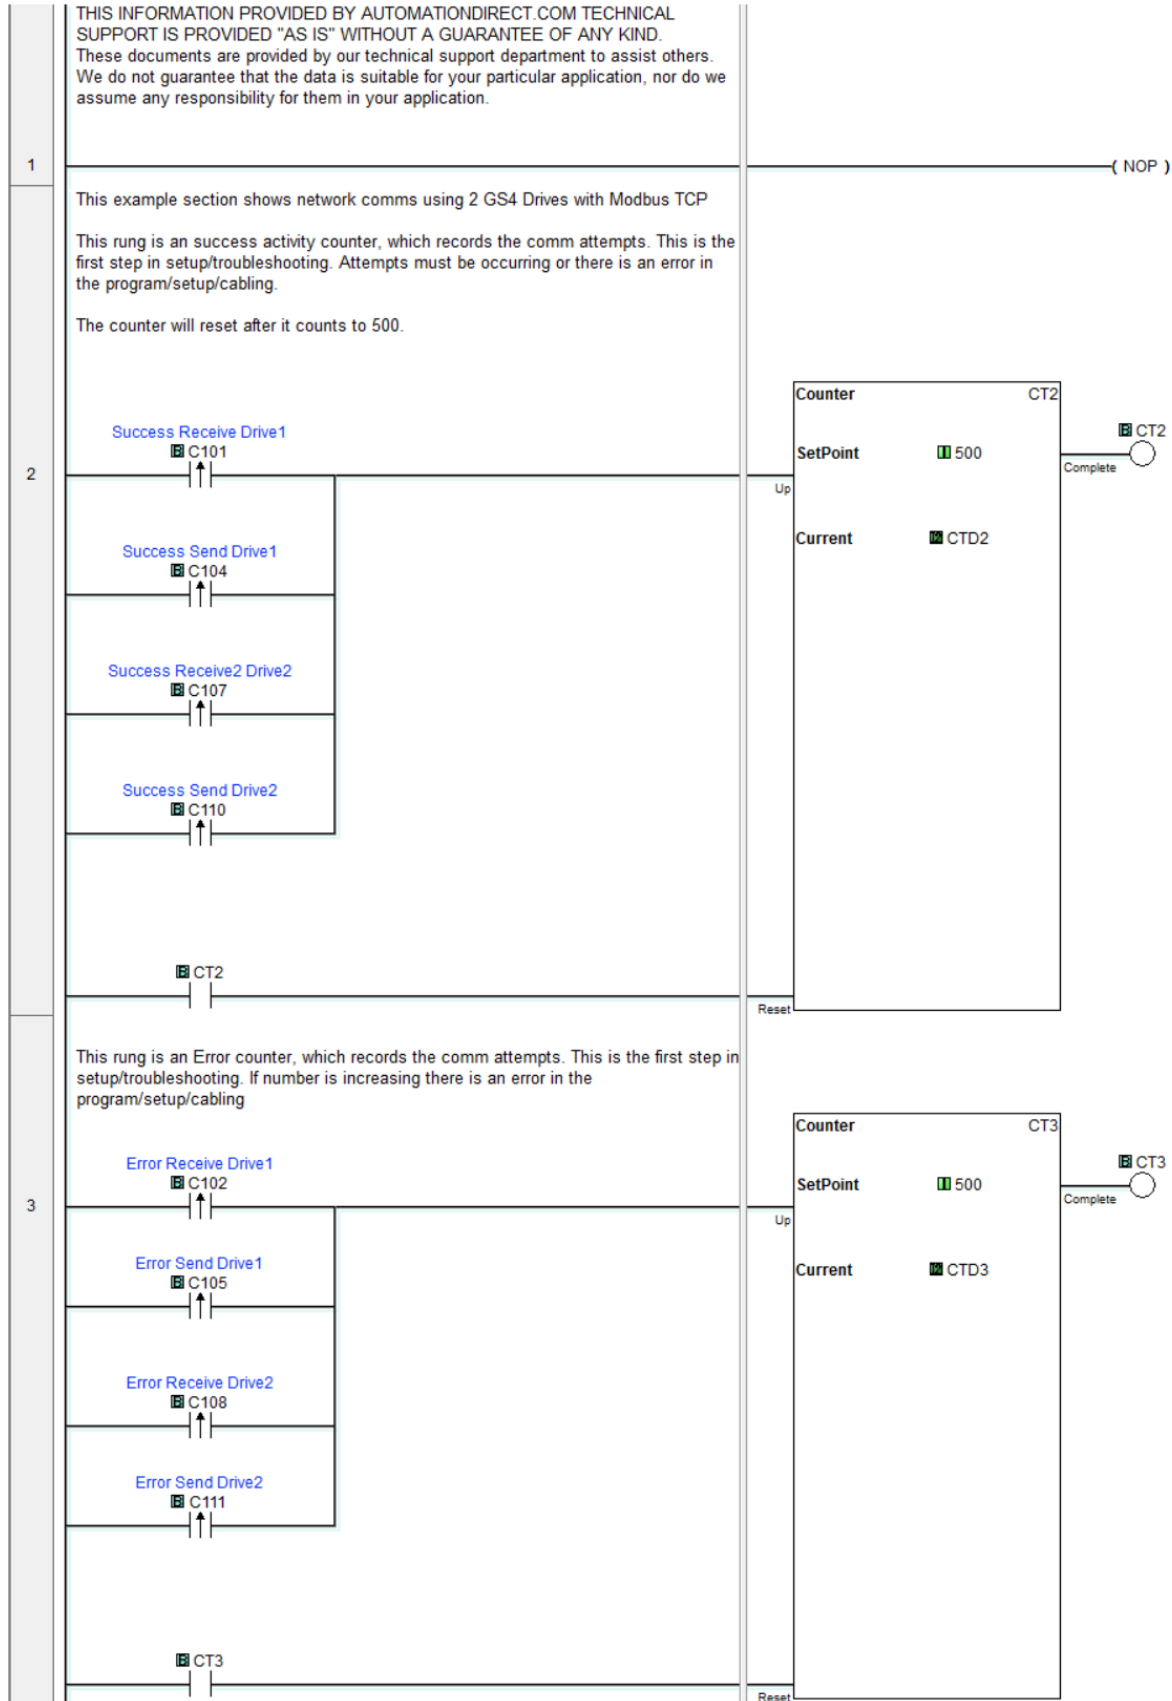 THIS INFORMATION PROVIDED BY AUTOMATIONDIRECT.COM TECHNICAL
SUPPORT IS PROVIDED "AS IS" WITHOUT A GUARANTEE OF ANY KIND.
These documents are provided by our technical support department to assist others.
We do not guarantee that the data is suitable for your particular application, nor do we
assume any responsibility for them in your application.
1
( NOP )
This example section shows network comms using 2 GS4 Drives with Modbus TCP
This rung is an success activity counter, which records the comm attempts. This is the
first step in setup/troubleshooting. Attempts must be occurring or there is an error in
the program/setup/cabling.
The counter will reset after it counts to 500.
2
Success Receive Drive1
B C101
Success Send Drive1
B C104
Success Receive2 Drive2
B C107
Success Send Drive2
B C110
B CT2
Up
Reset
Counter CT2
SetPoint 500
Current CTD2
B CT2
Complete
This rung is an Error counter, which records the comm attempts. This is the first step in
setup/troubleshooting. If number is increasing there is an error in the
program/setup/cabling
3
Error Receive Drive1
B C102
Error Send Drive1
B C105
Error Receive Drive2
B C108
Error Send Drive2
B C111
B CT3
Up
Reset
Counter CT3
SetPoint 500
Current CTD3
B CT3
Complete